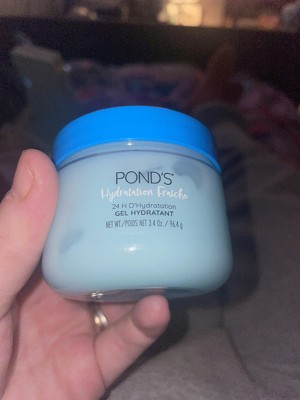 POND'S
Hydratation Fraîche
24 H D'Hydratation
GEL HYDRATANT
NET WT./POIDS NET 3.4 Oz. / 96.4 g